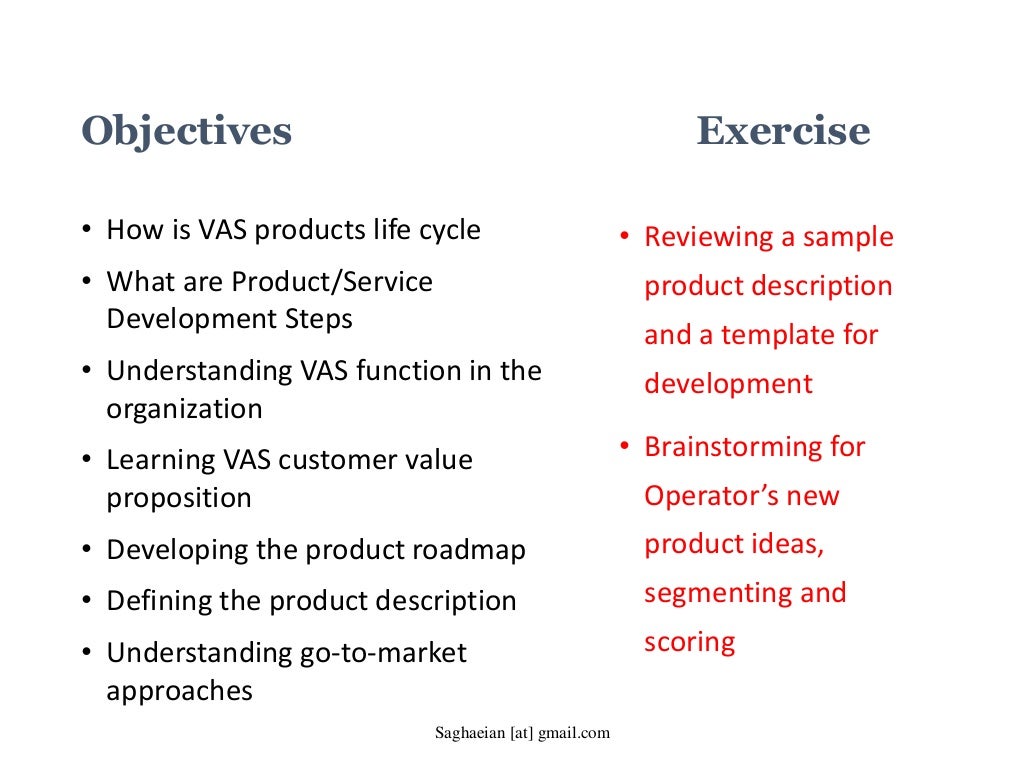 Objectives
• How is VAS products life cycle
• What are Product/Service
Development Steps
• Understanding VAS function in the
organization
• Learning VAS customer value
proposition
• Developing the product roadmap
• Defining the product description
• Understanding go-to-market
approaches
Exercise
• Reviewing a sample
product description
and a template for
development
• Brainstorming for
Operator’s new
product ideas,
segmenting and
scoring
Saghaeian [at] gmail.com